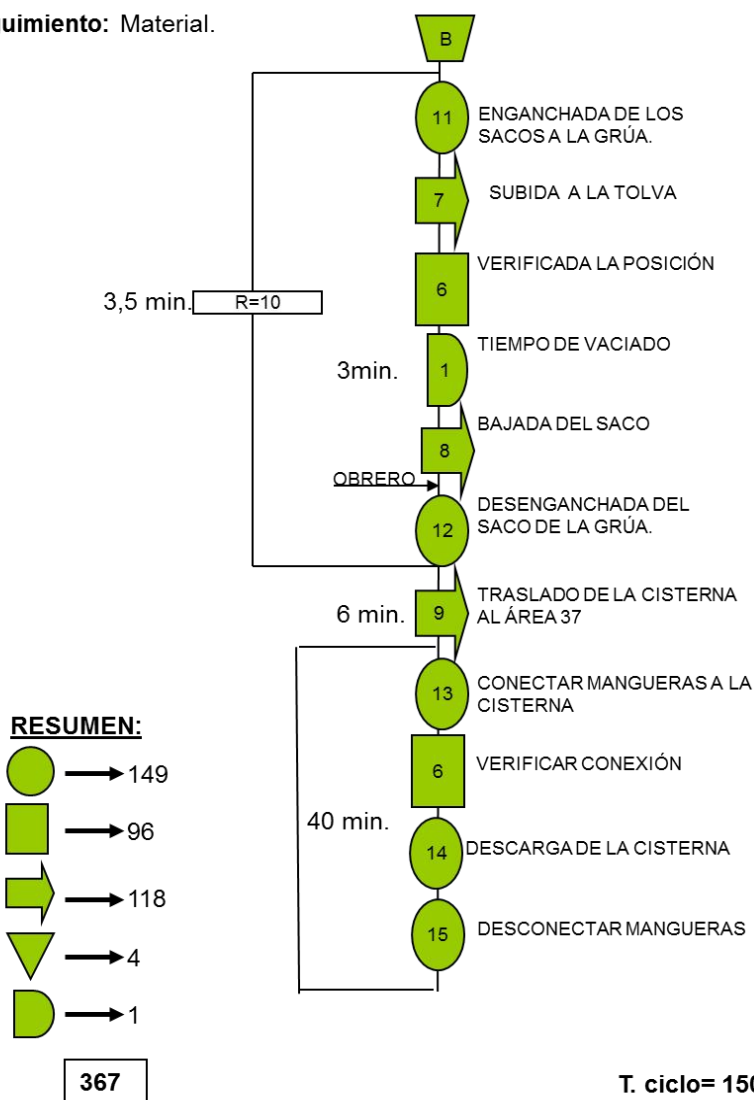 uimiento: Material.
B
11
ENGANCHADA DE LOS
SACOS A LA GRÚA.
7
SUBIDA A LA TOLVA
VERIFICADA LA POSICIÓN
6
3,5 min.
R=10
TIEMPO DE VACIADO
3min.
1
BAJADA DEL SACO
8
OBRERO
DESENGANCHADA DEL
SACO DE LA GRÚA.
12
TRASLADO DE LA CISTERNA
AL ÁREA 37
6 min.
9
CONECTAR MANGUERAS A LA
CISTERNA
13
VERIFICAR CONEXIÓN
6
40 min.
14
DESCARGA DE LA CISTERNA
15
DESCONECTAR MANGUERAS
RESUMEN:
149
96
118
4
1
367
T. ciclo= 150